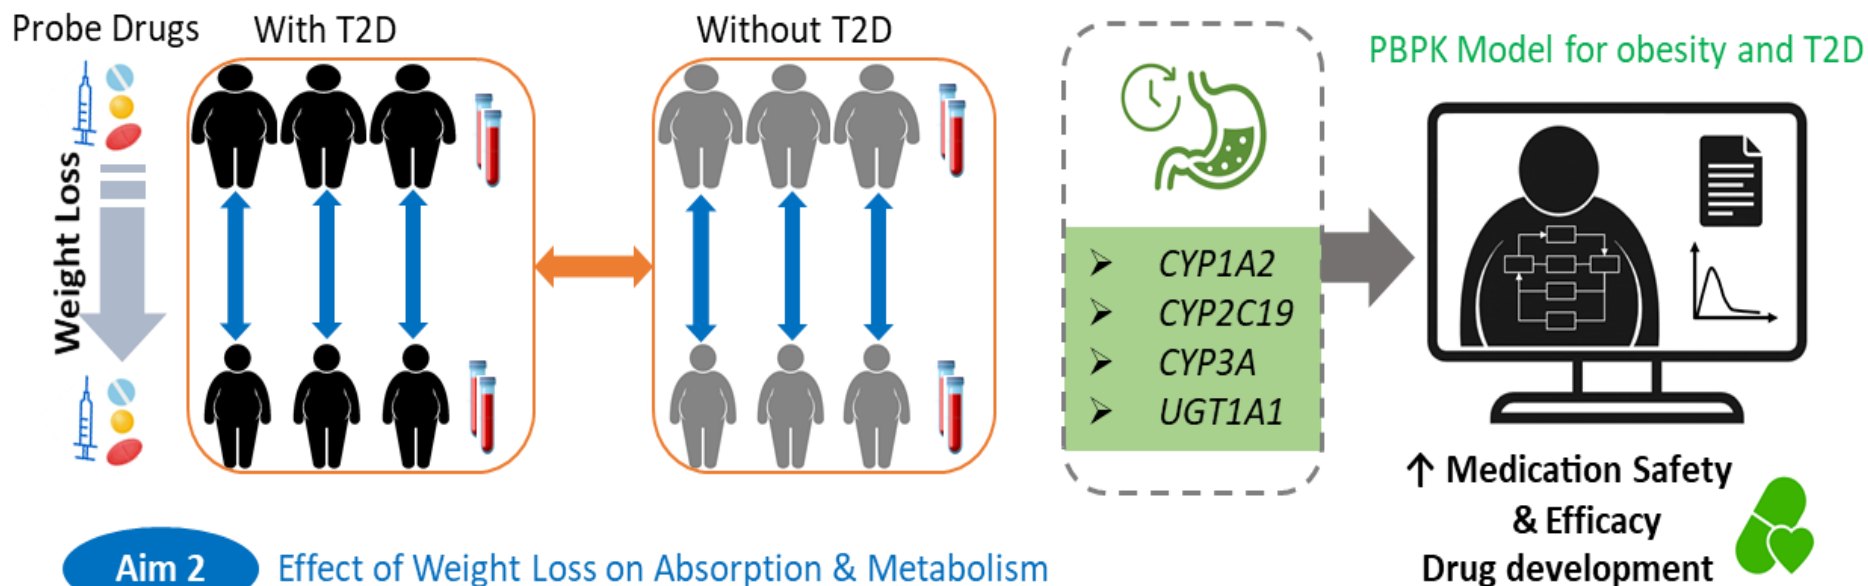 Probe Drugs
With T2D
Without T2D
PBPK Model for obesity and T2D
Weight Loss
➢ CYP1A2
➢ CYP2C19
➢ CYP3A
➢ UGT1A1
↑ Medication Safety
& Efficacy
Drug development
Aim 2
Effect of Weight Loss on Absorption & Metabolism